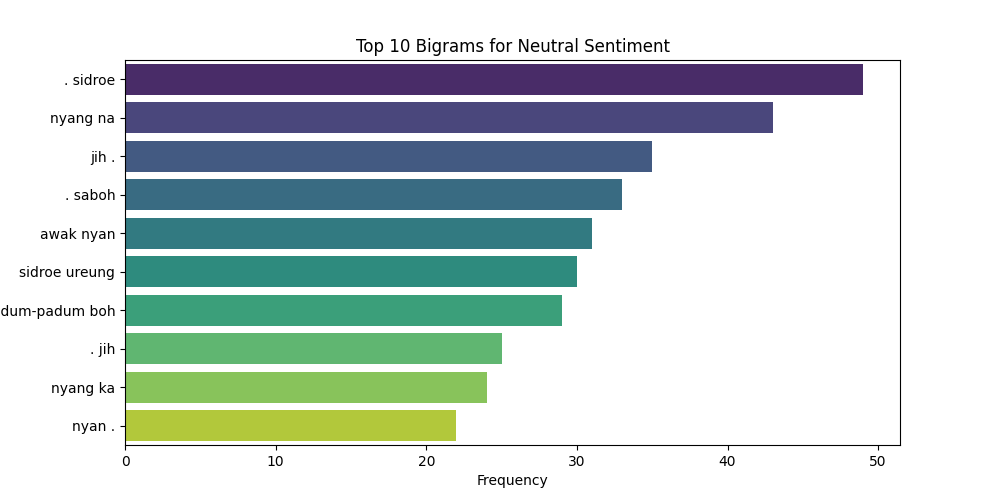 Top 10 Bigrams for Neutral Sentiment
. sidroe
nyang na
jih .
. saboh
awak nyan
sidroe ureung
dum-padum boh
. jih
nyang ka
nyan .
0 10 20 30 40 50
Frequency